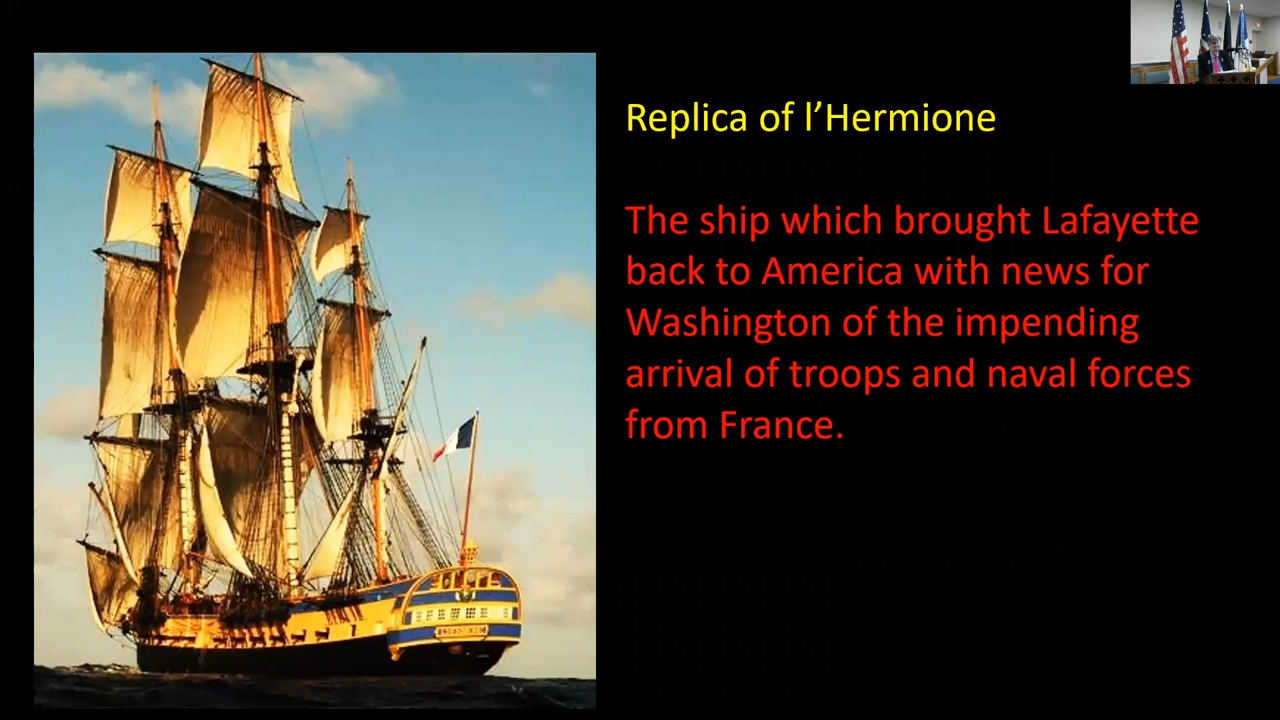 Replica of l’Hermione
The ship which brought Lafayette
back to America with news for
Washington of the impending
arrival of troops and naval forces
from France.